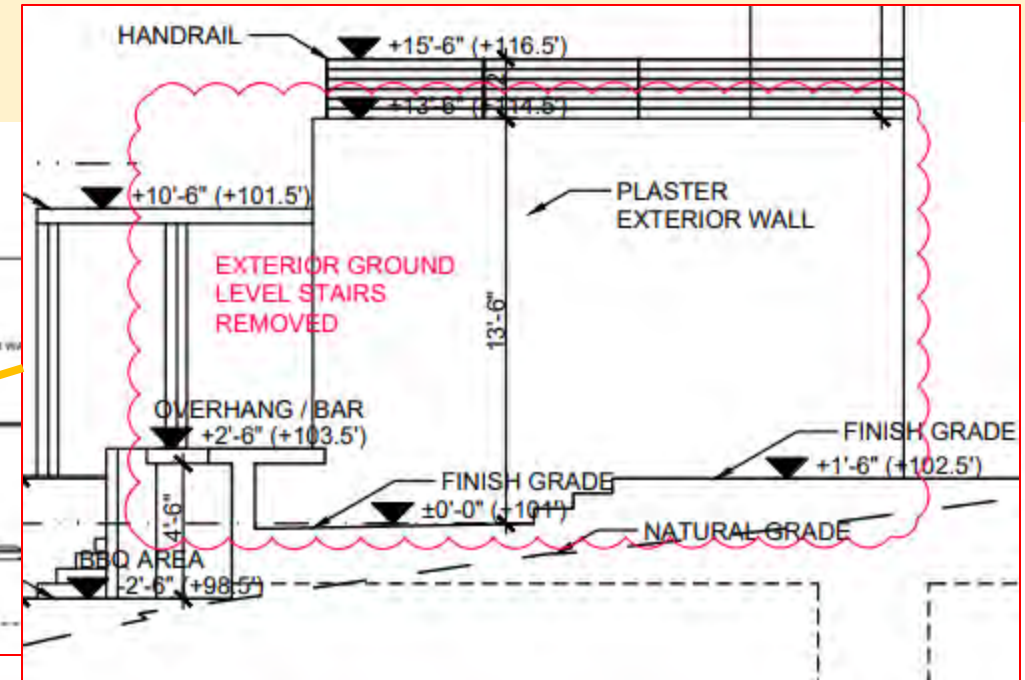 HANDRAIL
+15'-6" (+116.5')
2'
+13'-6" (+114.5')
+10'-6" (+101.5')
PLASTER
EXTERIOR WALL
EXTERIOR GROUND
LEVEL STAIRS
REMOVED
13'-6"
OVERHANG / BAR
+2'-6" (+103.5')
FINISH GRADE
+1'-6" (+102.5')
FINISH GRADE
±0'-0" (+101')
4'-6"
NATURAL GRADE
BBQ AREA
-2'-6" (+98.5')